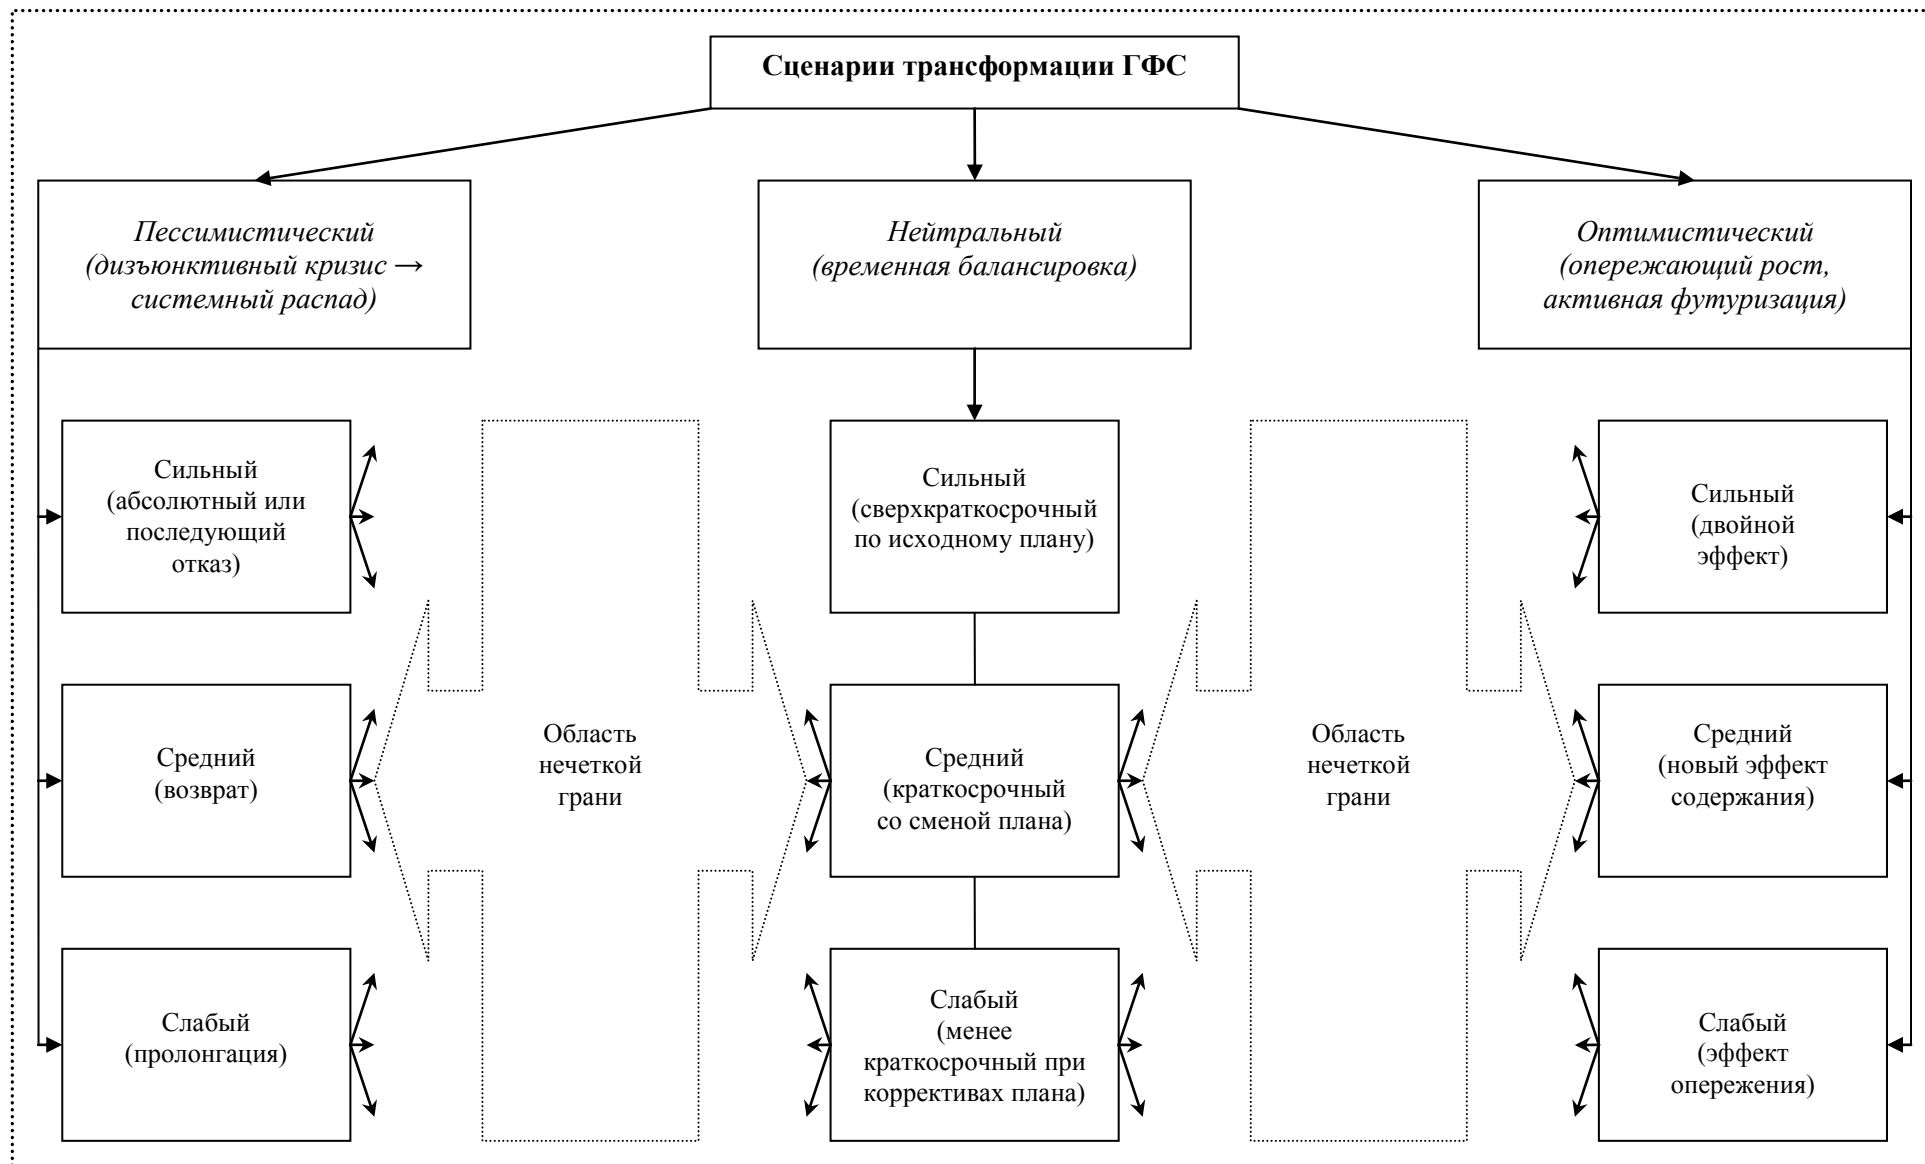 Сценарии трансформации ГФС
Пессимистический
(дизъюнктивный кризис →
системный распад)
Нейтральный
(временная балансировка)
Оптимистический
(опережающий рост,
активная футуризация)
Сильный
(абсолютный или
последующий
отказ)
Сильный
(сверхкраткосрочный
по исходному плану)
Сильный
(двойной
эффект)
Средний
(возврат)
Область
нечеткой
грани
Средний
(краткосрочный
со сменой плана)
Область
нечеткой
грани
Средний
(новый эффект
содержания)
Слабый
(пролонгация)
Слабый
(менее
краткосрочный при
коррективах плана)
Слабый
(эффект
опережения)